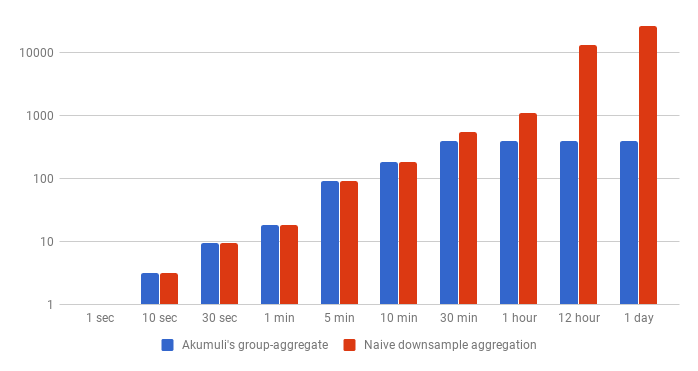 10000
1000
100
10
1
1 sec 10 sec 30 sec 1 min 5 min 10 min 30 min 1 hour 12 hour 1 day
Akumuli's group-aggregate Naive downsample aggregation